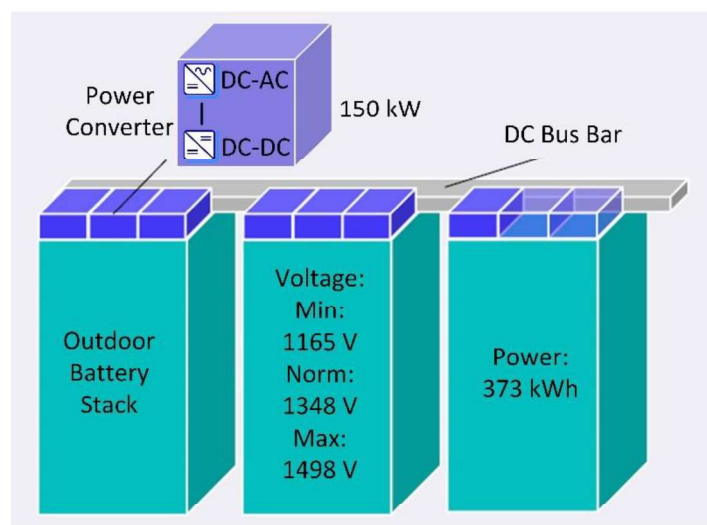 DC-AC
Power
Converter
150 kW
DC-DC
DC Bus Bar
Outdoor
Battery
Stack
Voltage:
Min:
1165 V
Norm:
1348 V
Max:
1498 V
Power:
373 kWh